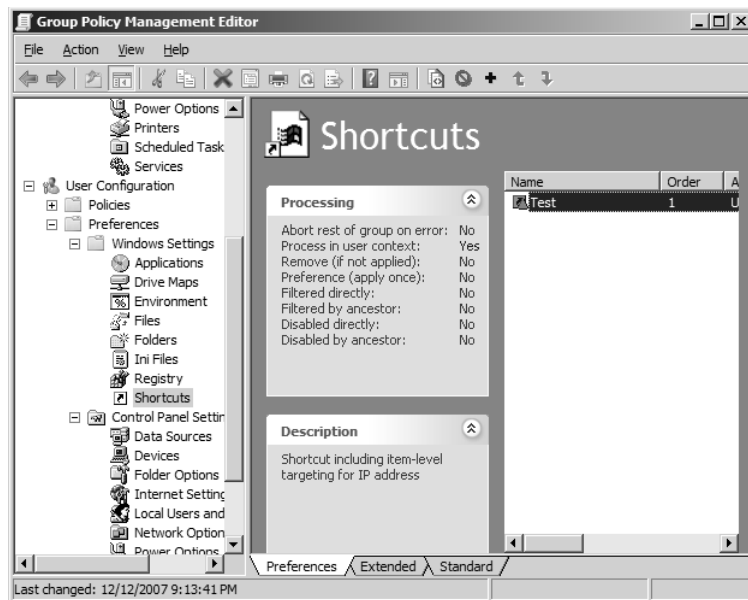 Group Policy Management Editor
File Action View Help
Power Options
Printers
Scheduled Task
Services
User Configuration
Policies
Preferences
Windows Settings
Applications
Drive Maps
Environment
Files
Folders
Ini Files
Registry
Shortcuts
Control Panel Settin
Data Sources
Devices
Folder Options
Internet Setting
Local Users and
Network Option
Power Options
Shortcuts
Processing
Abort rest of group on error: No
Process in user context: Yes
Remove (if not applied): No
Preference (apply once): No
Filtered directly: No
Filtered by ancestor: No
Disabled directly: No
Disabled by ancestor: No
Description
Shortcut including item-level
targeting for IP address
Name Order A
Test 1 U
Preferences Extended Standard
Last changed: 12/12/2007 9:13:41 PM